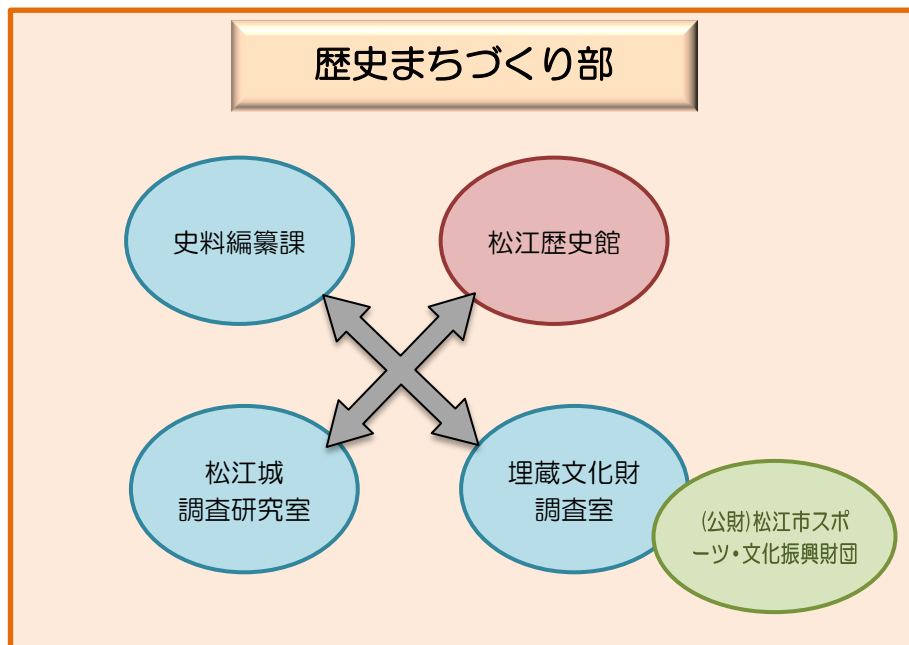 歴史まちづくり部
史料編纂課
松江歴史館
松江城
調査研究室
埋蔵文化財
調査室
(公財)松江市スポ
ーツ・文化振興財団